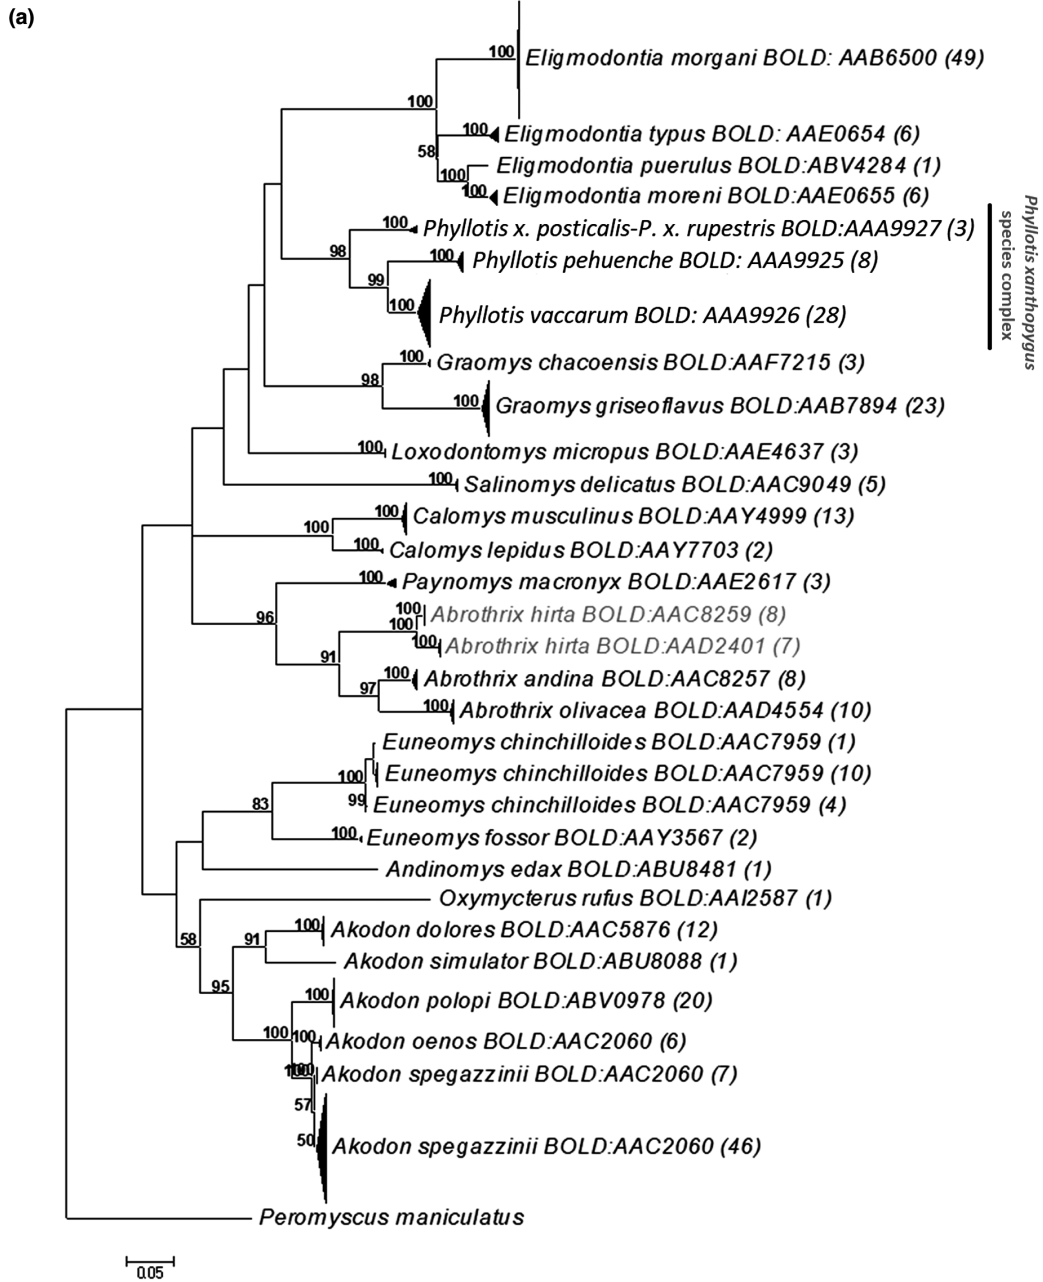 (a)
100 Eligmodontia morgani BOLD: AAB6500 (49)
100
100 Eligmodontia typus BOLD: AAE0654 (6)
58
Eligmodontia puerulus BOLD:ABV4284 (1)
100
100 Eligmodontia moreni BOLD:AAE0655 (6)
100 Phyllotis x. posticalis-P. x. rupestris BOLD:AAA9927 (3)
98
100 Phyllotis pehuenche BOLD: AAA9925 (8)
99
100 Phyllotis vaccarum BOLD: AAA9926 (28)
Phyllotis xanthopygus
species complex
100 Graomys chacoensis BOLD:AAF7215 (3)
98
100 Graomys griseoflavus BOLD:AAB7894 (23)
100 Loxodontomys micropus BOLD:AAE4637 (3)
100 Salinomys delicatus BOLD:AAC9049 (5)
100 Calomys musculinus BOLD:AAY4999 (13)
100
100 Calomys lepidus BOLD:AAY7703 (2)
100 Paynomys macronyx BOLD:AAE2617 (3)
96
100 Abrothrix hirta BOLD:AAC8259 (8)
100
100 Abrothrix hirta BOLD:AAD2401 (7)
91
100 Abrothrix andina BOLD:AAC8257 (8)
97
100 Abrothrix olivacea BOLD:AAD4554 (10)
Euneomys chinchilloides BOLD:AAC7959 (1)
100 Euneomys chinchilloides BOLD:AAC7959 (10)
99 Euneomys chinchilloides BOLD:AAC7959 (4)
83
100 Euneomys fossor BOLD:AAY3567 (2)
Andinomys edax BOLD:ABU8481 (1)
Oxymycterus rufus BOLD:AAI2587 (1)
100 Akodon dolores BOLD:AAC5876 (12)
58
91
Akodon simulator BOLD:ABU8088 (1)
95
100 Akodon polopi BOLD:ABV0978 (20)
100
100 Akodon oenos BOLD:AAC2060 (6)
Akodon spegazzinii BOLD:AAC2060 (7)
57
50 Akodon spegazzinii BOLD:AAC2060 (46)
Peromyscus maniculatus
0.05